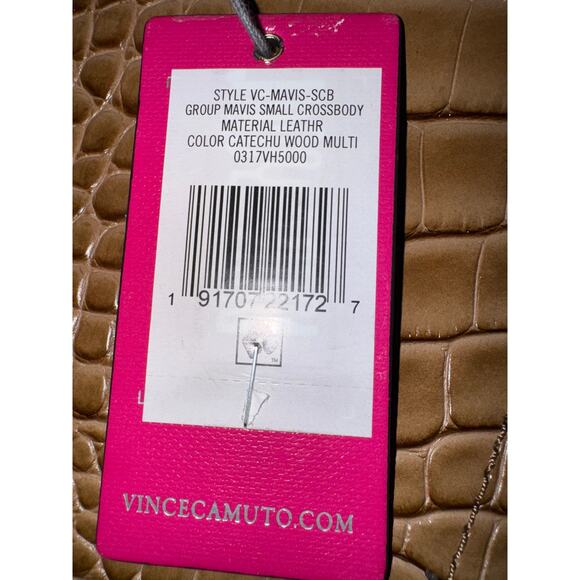 STYLE VC-MAVIS-SCB
GROUP MAVIS SMALL CROSSBODY
MATERIAL LEATHR
COLOR CATECHU WOOD MULTI
0317VH5000
1 91707 22172 7
TM
VINCECAMUTO.COM